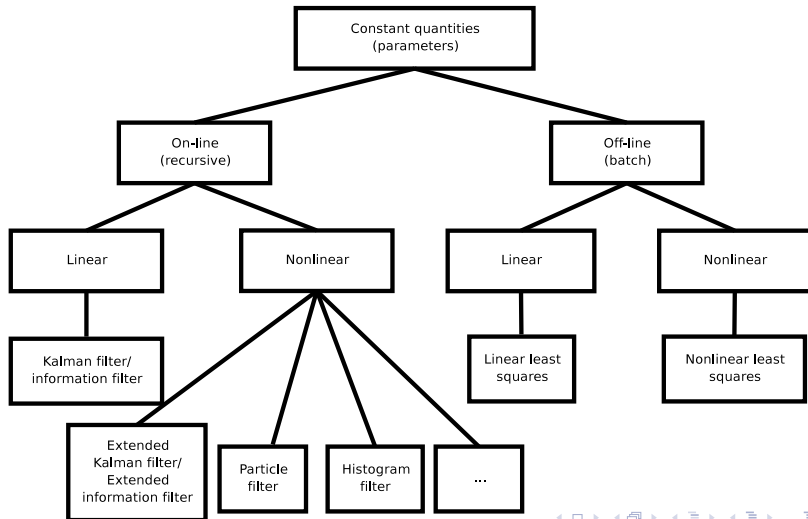 Constant quantities
(parameters)
On-line
(recursive)
Off-line
(batch)
Linear
Nonlinear
Linear
Nonlinear
Kalman filter/
information filter
Linear least
squares
Nonlinear least
squares
Extended
Kalman filter/
Extended
information filter
Particle
filter
Histogram
filter
...